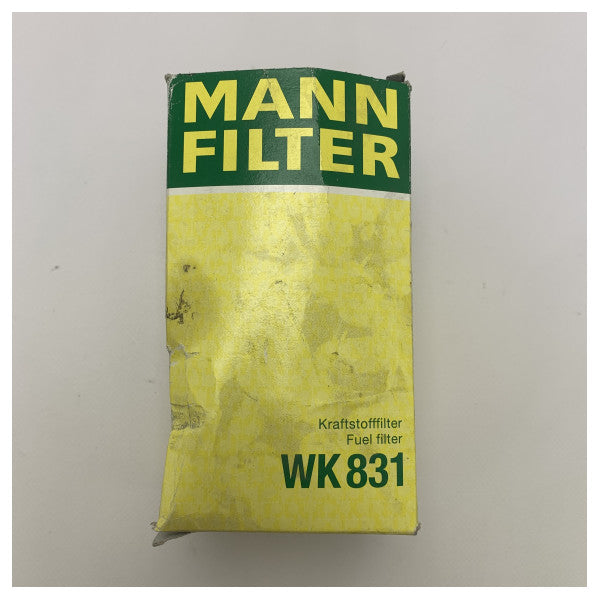 MANN
FILTER
Kraftstofffilter
Fuel filter
WK 831